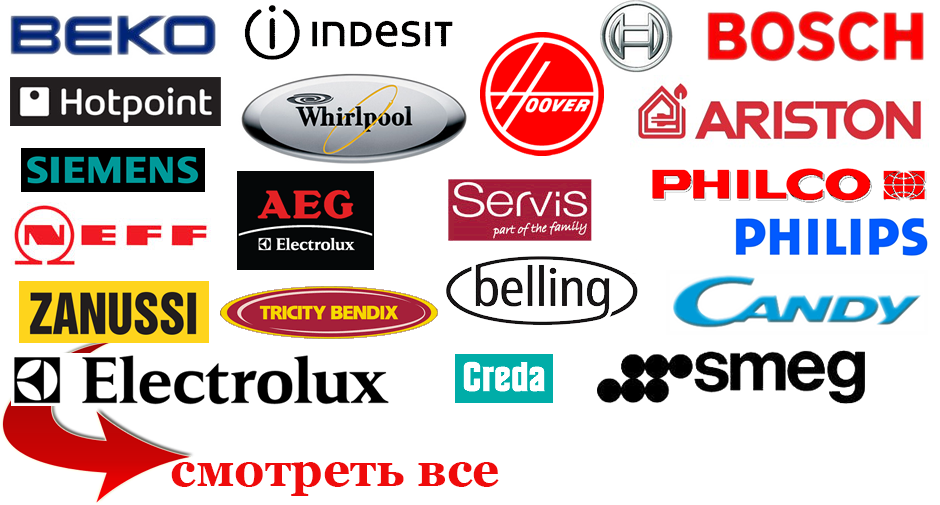 BEKO
INDESIT
BOSCH
Hotpoint
Whirlpool
HOOVER
ARISTON
SIEMENS
AEG
Electrolux
Servis
part of the family
PHILCO
NEFF
PHILIPS
ZANUSSI
TRICITY BENDIX
belling
CANDY
Electrolux
Creda
smeg
смотреть все